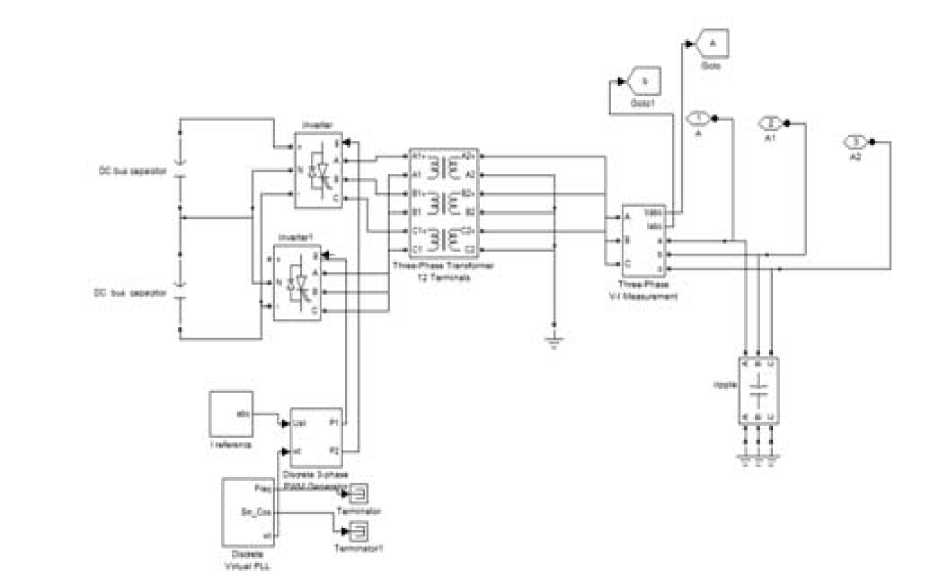 A
Goto
Goto1
1
A
2
A1
3
A2
Inverter
+
N
-
A
B
C
DC bus capacitor
DC bus capacitor
Inverter1
+
N
-
A
B
C
A1+
A1
B1+
B1
C1+
C1
A2+
A2
B2+
B2
C2+
C2
Three-Phase Transformer
12 Terminals
A
B
C
Vabc
Iabc
a
b
c
Three-Phase
V-I Measurement
A B C
A B C
abc
I reference
wt
P1
P2
Discrete 3-phase
PWM Generator
Freq
Sin_Cos
wt
Discrete
Virtual PLL
Terminator
Terminator1